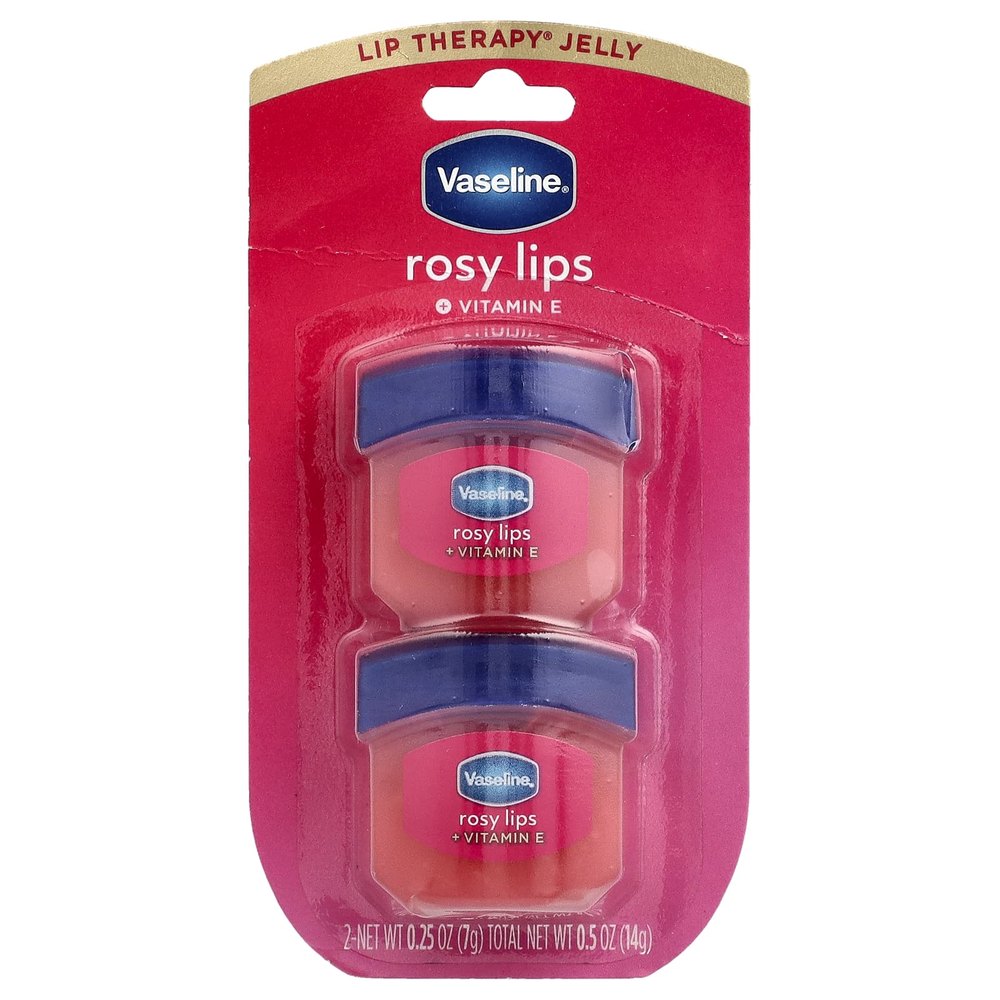 LIP THERAPY® JELLY
Vaseline®
rosy lips
+ VITAMIN E
Vaseline®
rosy lips
+ VITAMIN E
Vaseline®
rosy lips
+ VITAMIN E
2-NET WT 0.25 OZ (7g) TOTAL NET WT 0.5 OZ (14g)